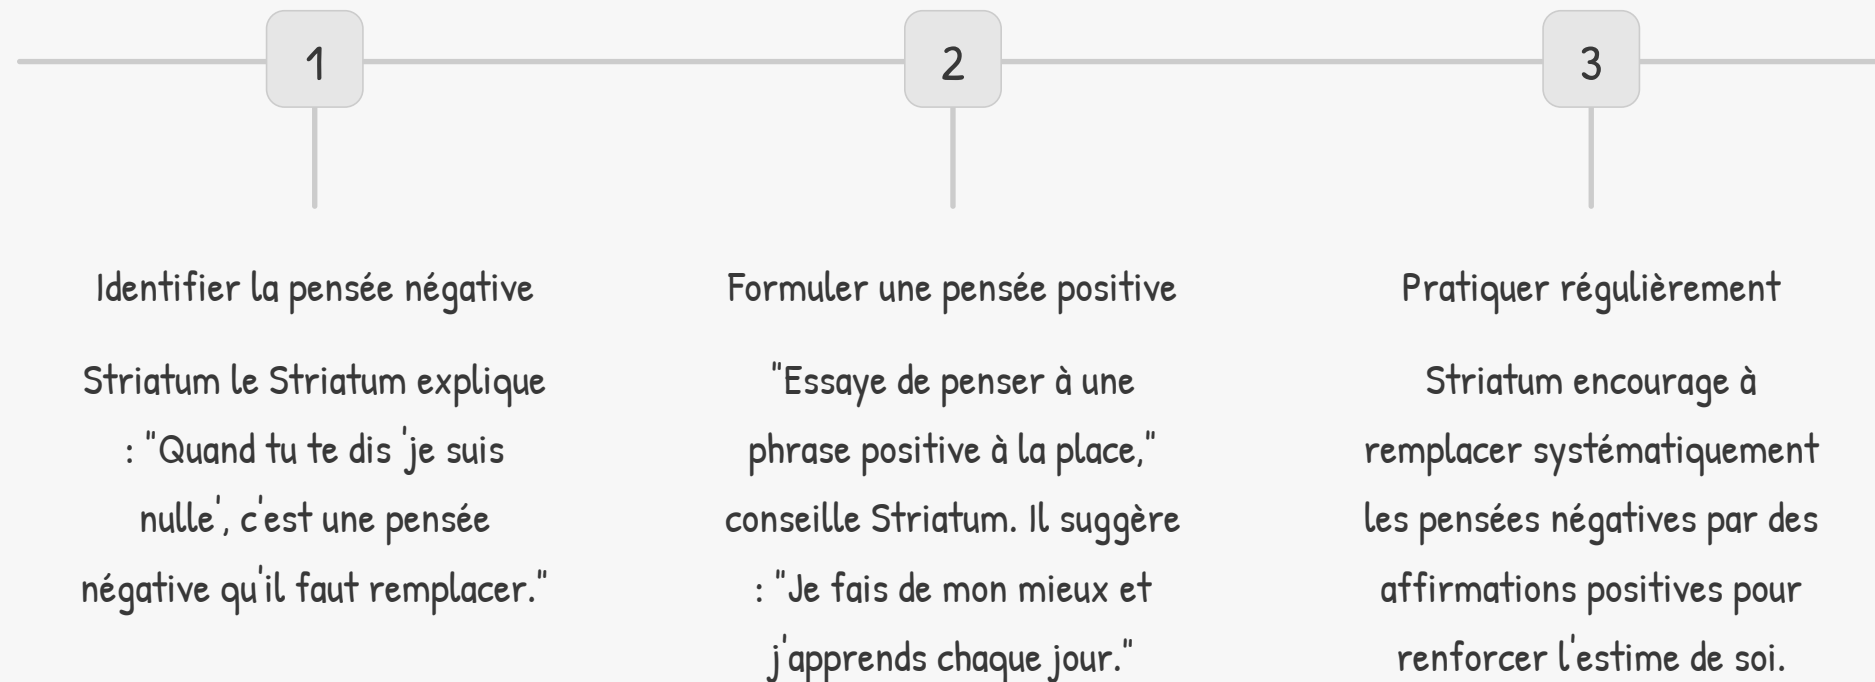 1
2
3
Identifier la pensée négative
Striatum le Striatum explique
: "Quand tu te dis 'je suis
nulle', c'est une pensée
négative qu'il faut remplacer."
Formuler une pensée positive
"Essaye de penser à une
phrase positive à la place,"
conseille Striatum. Il suggère
: "Je fais de mon mieux et
j'apprends chaque jour."
Pratiquer régulièrement
Striatum encourage à
remplacer systématiquement
les pensées négatives par des
affirmations positives pour
renforcer l'estime de soi.